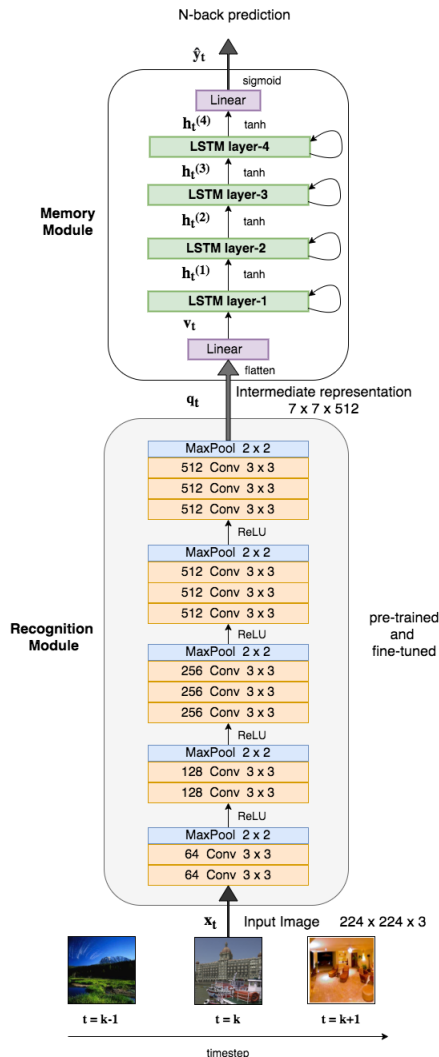 N-back prediction
ŷt
sigmoid
Linear
ht(4)
tanh
LSTM layer-4
ht(3)
tanh
LSTM layer-3
Memory
Module
ht(2)
tanh
LSTM layer-2
ht(1)
tanh
LSTM layer-1
vt
Linear
flatten
qt
Intermediate representation
7 x 7 x 512
MaxPool 2 x 2
512 Conv 3 x 3
512 Conv 3 x 3
512 Conv 3 x 3
ReLU
MaxPool 2 x 2
512 Conv 3 x 3
512 Conv 3 x 3
512 Conv 3 x 3
Recognition
Module
pre-trained
and
fine-tuned
ReLU
MaxPool 2 x 2
256 Conv 3 x 3
256 Conv 3 x 3
256 Conv 3 x 3
ReLU
MaxPool 2 x 2
128 Conv 3 x 3
128 Conv 3 x 3
ReLU
MaxPool 2 x 2
64 Conv 3 x 3
64 Conv 3 x 3
xt
Input Image 224 x 224 x 3
t = k-1
t = k
t = k+1
timestep